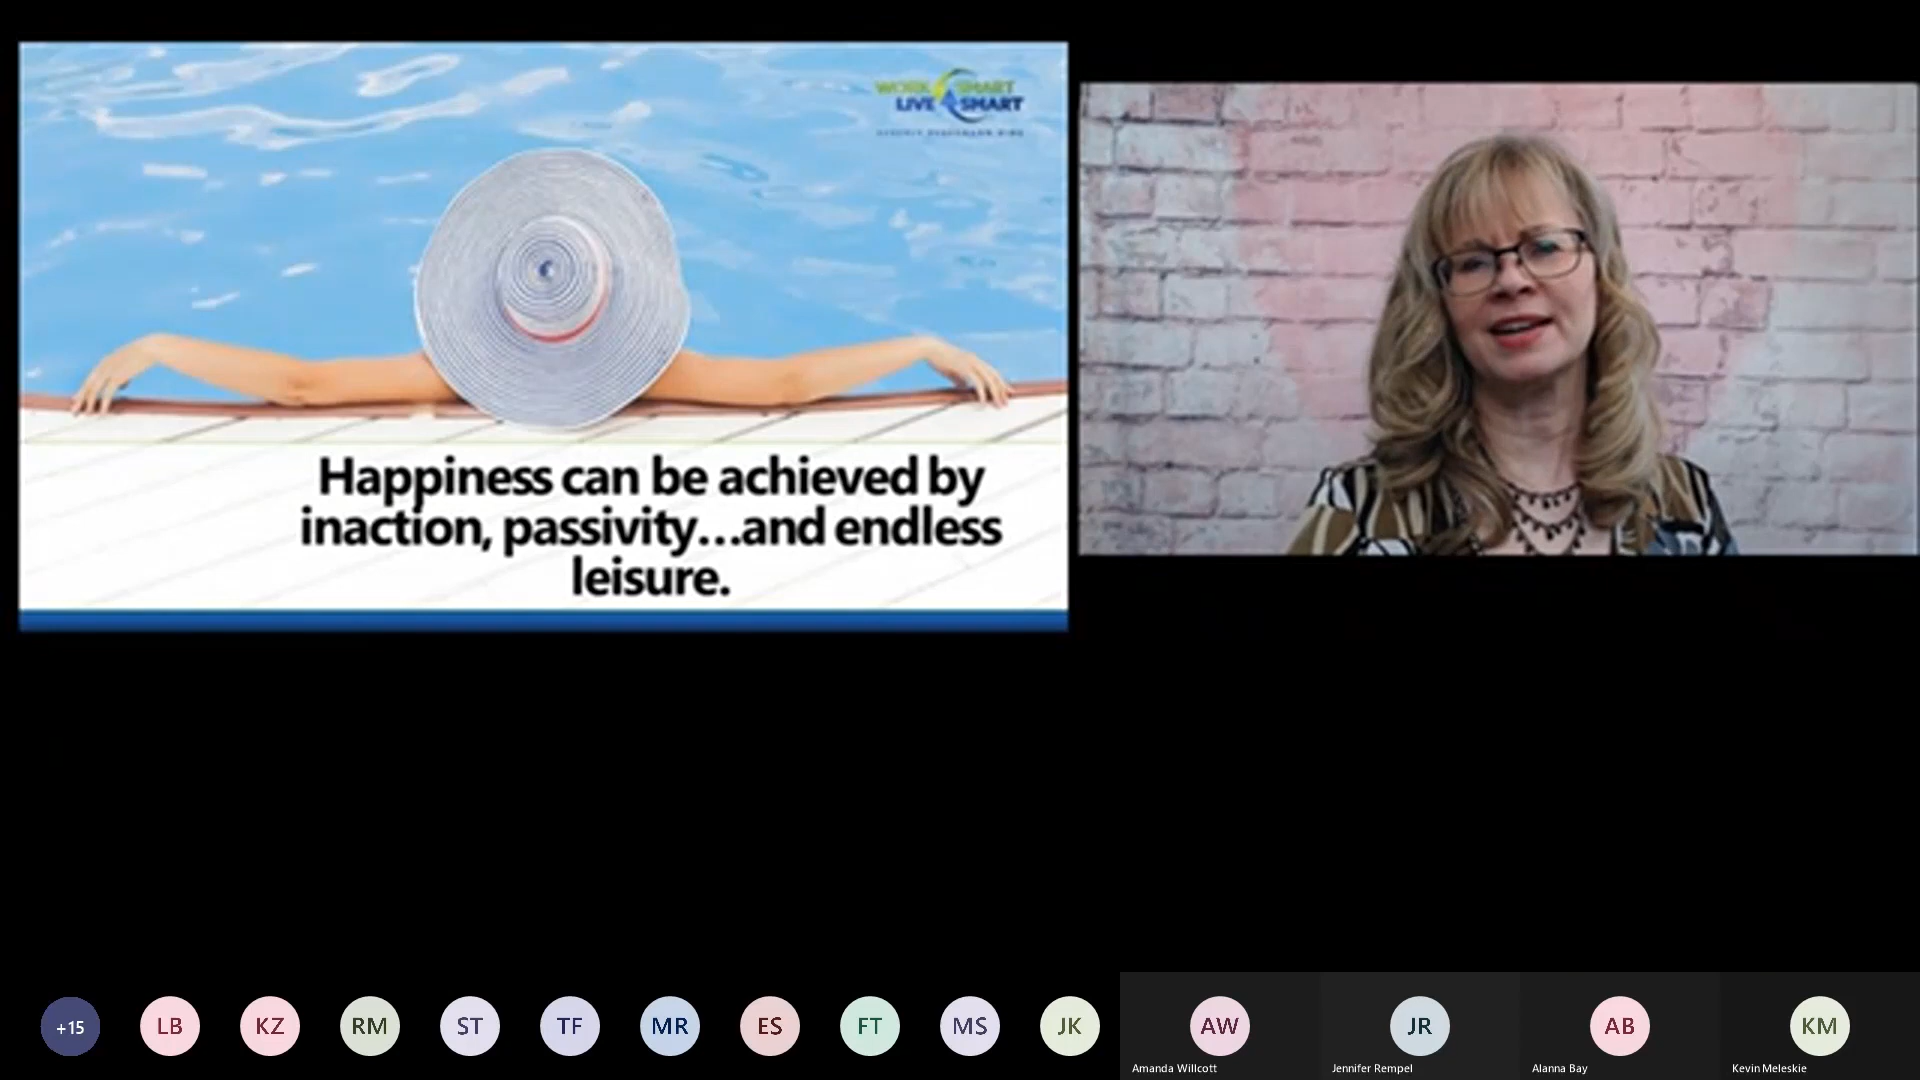 WORK SMART
LIVE SMART
Happiness can be achieved by
inaction, passivity...and endless
leisure.
+15
LB
KZ
RM
ST
TF
MR
ES
FT
MS
JK
AW
JR
AB
KM
Amanda Willcott
Jennifer Rempel
Alanna Bay
Kevin Meleskie